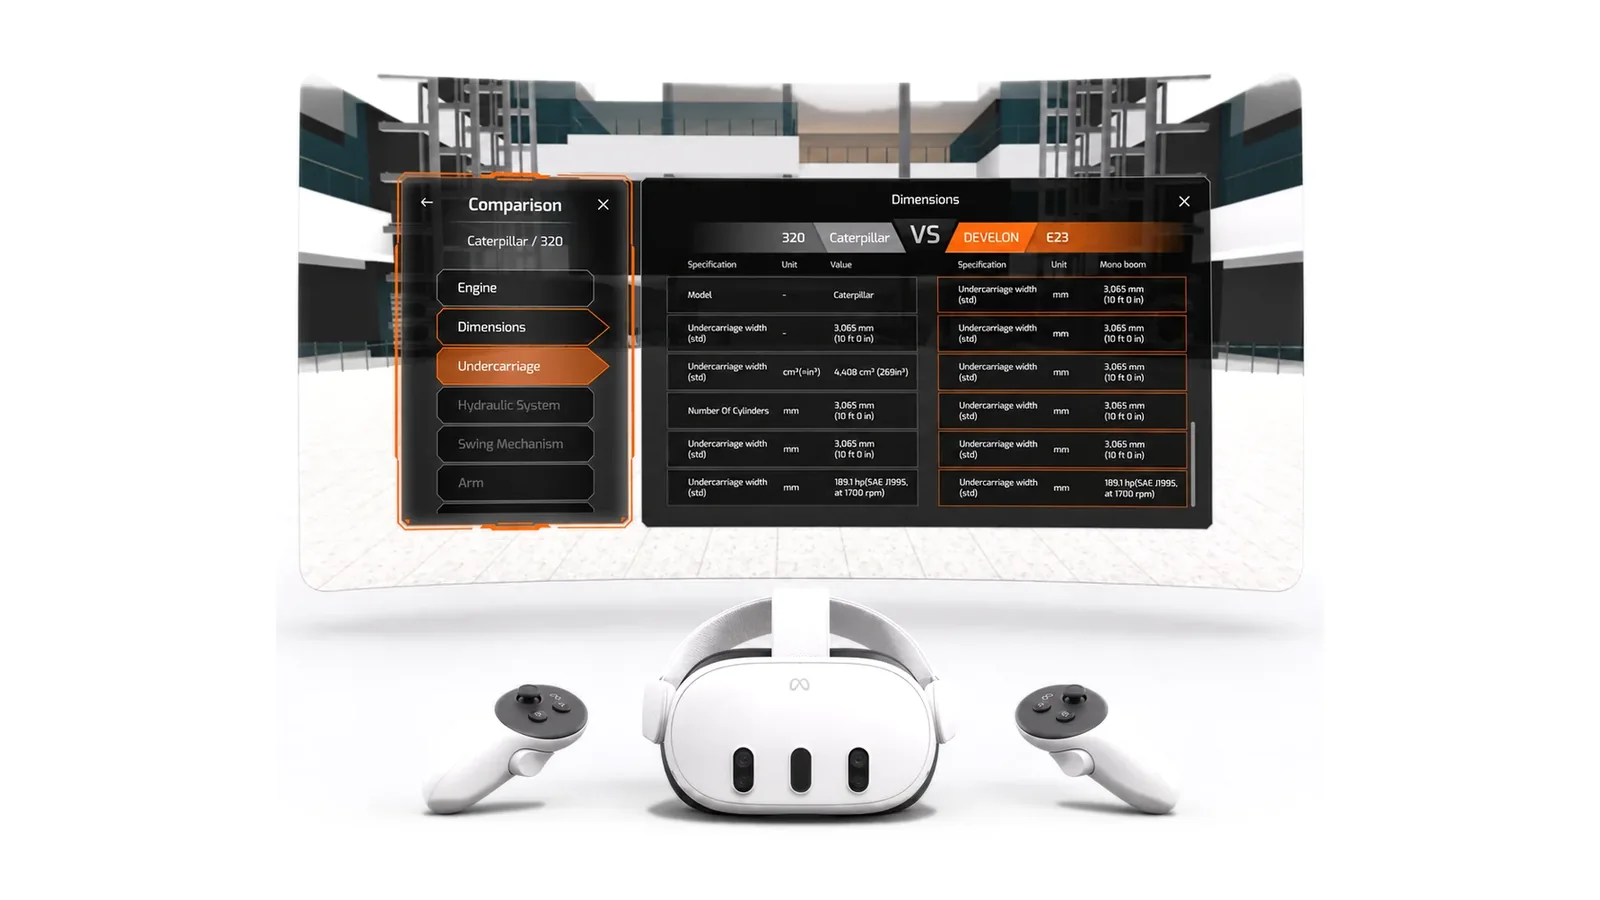 Comparison
Caterpillar / 320
Engine
Dimensions
Undercarriage
Hydraulic System
Swing Mechanism
Arm
Dimensions
320 Caterpillar VS DEVELON E23
Specification Unit Value
Model - Caterpillar
Undercarriage width
(std) - 3,065 mm
(10 ft 0 in)
Undercarriage width
(std) cm³(=in³) 4,408 cm³ (269in³)
Number Of Cylinders mm 3,065 mm
(10 ft 0 in)
Undercarriage width
(std) mm 3,065 mm
(10 ft 0 in)
Undercarriage width
(std) mm 189.1 hp(SAE J1995,
at 1700 rpm)
Specification Unit Mono boom
Undercarriage width
(std) mm 3,065 mm
(10 ft 0 in)
Undercarriage width
(std) mm 3,065 mm
(10 ft 0 in)
Undercarriage width
(std) mm 3,065 mm
(10 ft 0 in)
Undercarriage width
(std) mm 3,065 mm
(10 ft 0 in)
Undercarriage width
(std) mm 3,065 mm
(10 ft 0 in)
Undercarriage width
(std) mm 189.1 hp(SAE J1995,
at 1700 rpm)